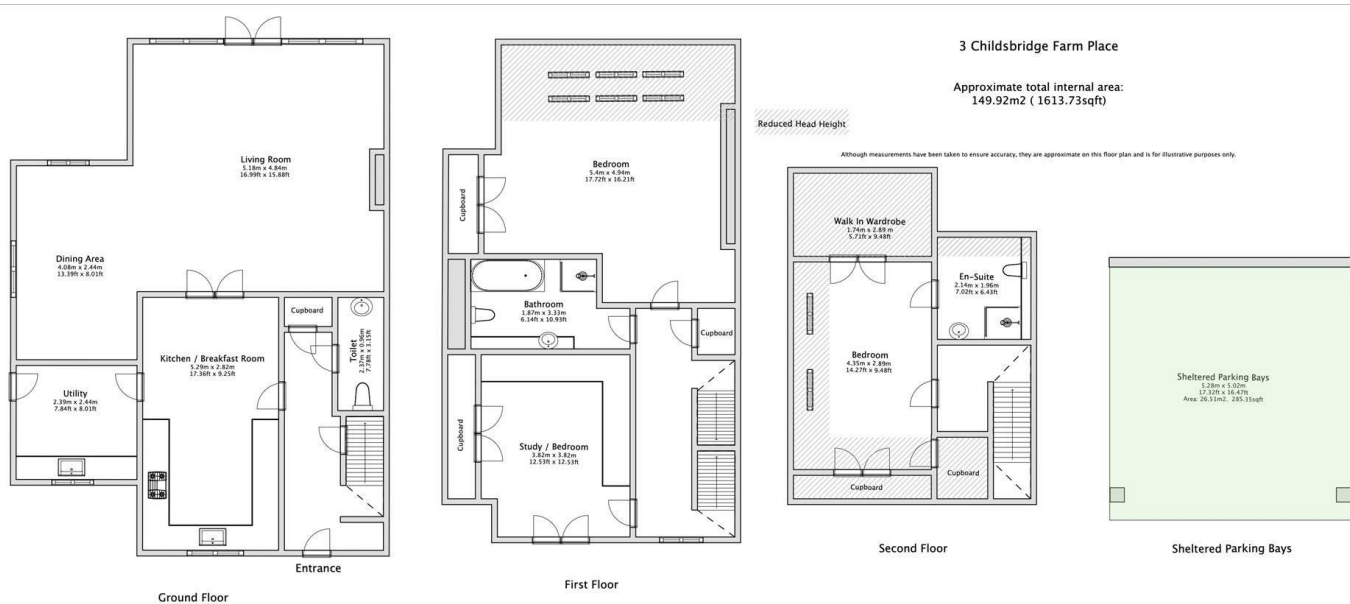 3 Childsbridge Farm Place
Approximate total internal area:
149.92m2 ( 1613.73sqft)
Reduced Head Height
Although measurements have been taken to ensure accuracy, they are approximate on this floor plan and is for illustrative purposes only.
Living Room
5.18m x 4.84m
16.99ft x 15.88ft
Dining Area
4.08m x 2.44m
13.39ft x 8.01ft
Cupboard
Toilet
2.37m x 0.96m
7.78ft x 3.15ft
Kitchen / Breakfast Room
5.29m x 2.82m
17.36ft x 9.25ft
Utility
2.39m x 2.44m
7.84ft x 8.01ft
Entrance
Ground Floor
Bedroom
5.4m x 4.94m
17.72ft x 16.21ft
Cupboard
Bathroom
1.87m x 3.33m
6.14ft x 10.93ft
Cupboard
Cupboard
Study / Bedroom
3.82m x 3.82m
12.53ft x 12.53ft
First Floor
Walk In Wardrobe
1.74m x 2.89 m
5.71ft x 9.48ft
En-Suite
2.14m x 1.96m
7.02ft x 6.43ft
Bedroom
4.35m x 2.89m
14.27ft x 9.48ft
Cupboard
Cupboard
Second Floor
Sheltered Parking Bays
5.28m x 5.02m
17.32ft x 16.47ft
Area: 26.51m2, 285.35sqft
Sheltered Parking Bays